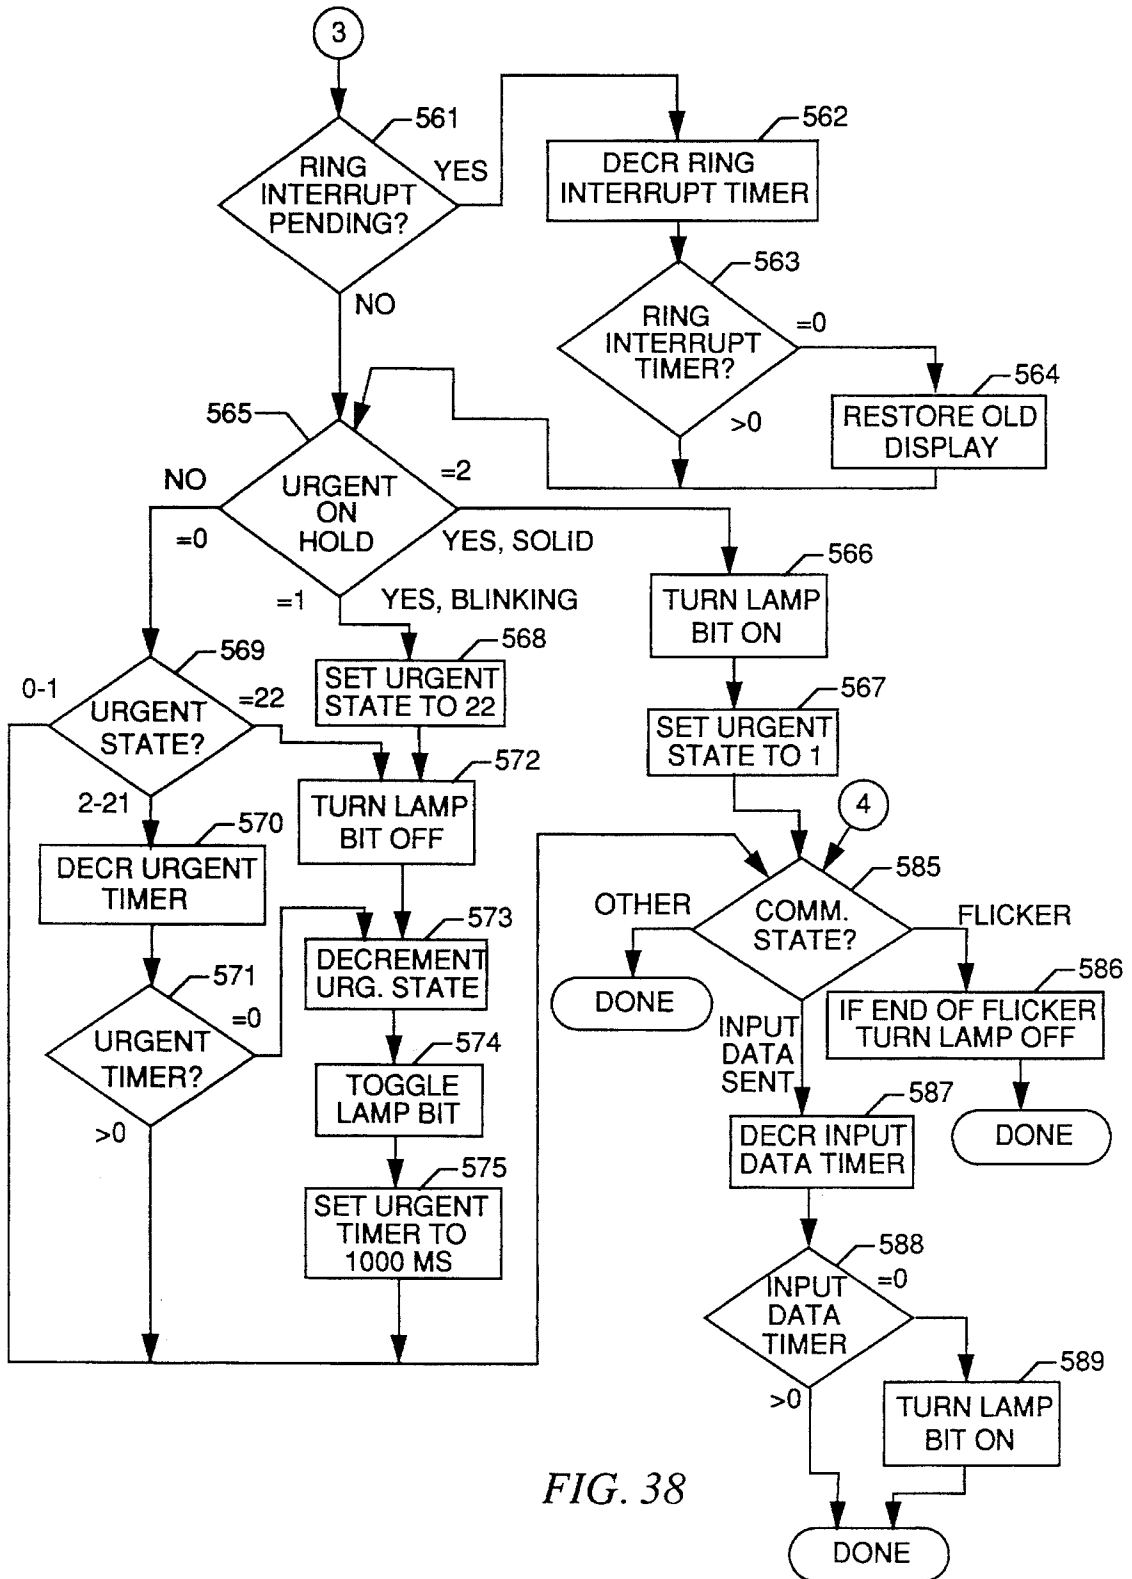 3
561
RING
INTERRUPT
PENDING?
YES
NO
562
DECR RING
INTERRUPT TIMER
563
RING
INTERRUPT
TIMER?
=0
>0
564
RESTORE OLD
DISPLAY
565
URGENT
ON
HOLD
NO
=0
=2
YES, SOLID
=1
YES, BLINKING
566
TURN LAMP
BIT ON
567
SET URGENT
STATE TO 1
568
SET URGENT
STATE TO 22
569
URGENT
STATE?
0-1
=22
2-21
570
DECR URGENT
TIMER
571
URGENT
TIMER?
=0
>0
572
TURN LAMP
BIT OFF
573
DECREMENT
URG. STATE
574
TOGGLE
LAMP BIT
575
SET URGENT
TIMER TO
1000 MS
4
585
COMM.
STATE?
OTHER
DONE
FLICKER
586
IF END OF FLICKER
TURN LAMP OFF
DONE
INPUT
DATA
SENT
587
DECR INPUT
DATA TIMER
588
INPUT
DATA
TIMER
=0
>0
589
TURN LAMP
BIT ON
DONE
FIG. 38